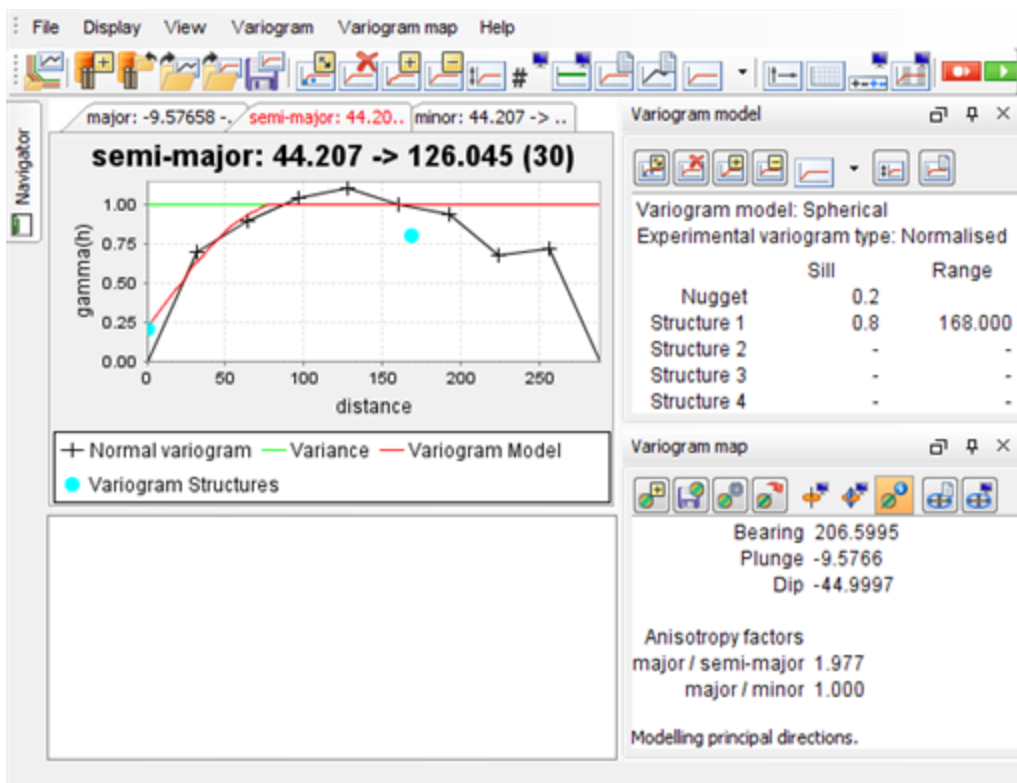 File Display View Variogram Variogram map Help
#
Navigator
major: -9.57658 -. semi-major: 44.20.. minor: 44.207 -> ..
semi-major: 44.207 -> 126.045 (30)
gamma(h)
1.00
0.75
0.50
0.25
0.00
0 50 100 150 200 250
distance
Normal variogram Variance Variogram Model
Variogram Structures
Variogram model
Variogram model: Spherical
Experimental variogram type: Normalised
Sill Range
Nugget 0.2
Structure 1 0.8 168.000
Structure 2 - -
Structure 3 - -
Structure 4 - -
Variogram map
Bearing 206.5995
Plunge -9.5766
Dip -44.9997
Anisotropy factors
major / semi-major 1.977
major / minor 1.000
Modelling principal directions.